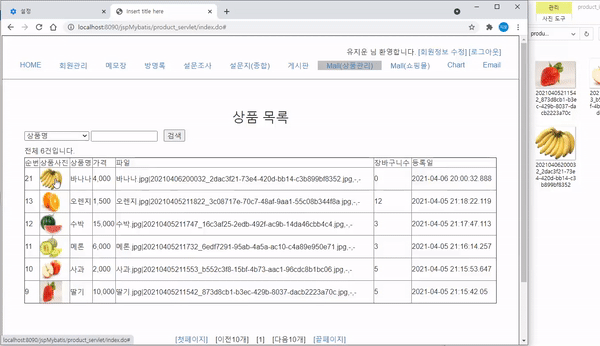 설정
Insert title here
localhost:8090/jspMybatis/product_servlet/index.do#
유지운 님 환영합니다. [회원정보 수정] [로그아웃]
HOME 회원관리 메모장 방명록 설문조사 설문지(종합) 게시판 Mall(상품관리) Mall(쇼핑몰) Chart Email
상품 목록
상품명 검색
전체 6건입니다.
순번 상품사진 상품명 가격 파일 장바구니수 등록일
21 바나나 4,000 바나나.jpg|20210406200032_2dac3f21-73e4-420d-bb14-c3b899bf8352.jpg,-,- 0 2021-04-06 20:00:32.888
13 오렌지 1,500 오렌지.jpg|20210405211822_3c08717e-70c7-48af-9aa1-55c08b344f8a.jpg,-,- 12 2021-04-05 21:18:22.119
12 수박 15,000 수박.jpg|20210405211747_16c3af25-2edb-492f-ac9b-14da46cbb4c4.jpg,-,- 3 2021-04-05 21:17:47.113
11 메론 6,000 메론.jpg|20210405211732_6edf7291-95ab-4a5a-ac10-c4a89e950e71.jpg,-,- 3 2021-04-05 21:16:14.257
10 사과 2,000 사과.jpg|20210405211553_b552c3f8-15bf-4b73-aac1-96cdc8b1bc06.jpg,-,- 5 2021-04-05 21:15:53.647
9 딸기 10,000 딸기.jpg|20210405211542_873d8cb1-b3ec-429b-8037-dacb2223a70c.jpg,-,- 5 2021-04-05 21:15:42.05
[첫페이지] [이전10개] [1] [다음10개] [끝페이지]
localhost:8090/jspMybatis/product_servlet/index.do#
관리
사진 도구
produ...
2021040521154
2_873d8cb1-b3e
c-429b-8037-da
cb2223a70c
2021040620003
2_2dac3f21-73e
4-420d-bb14-c3
b899bf8352